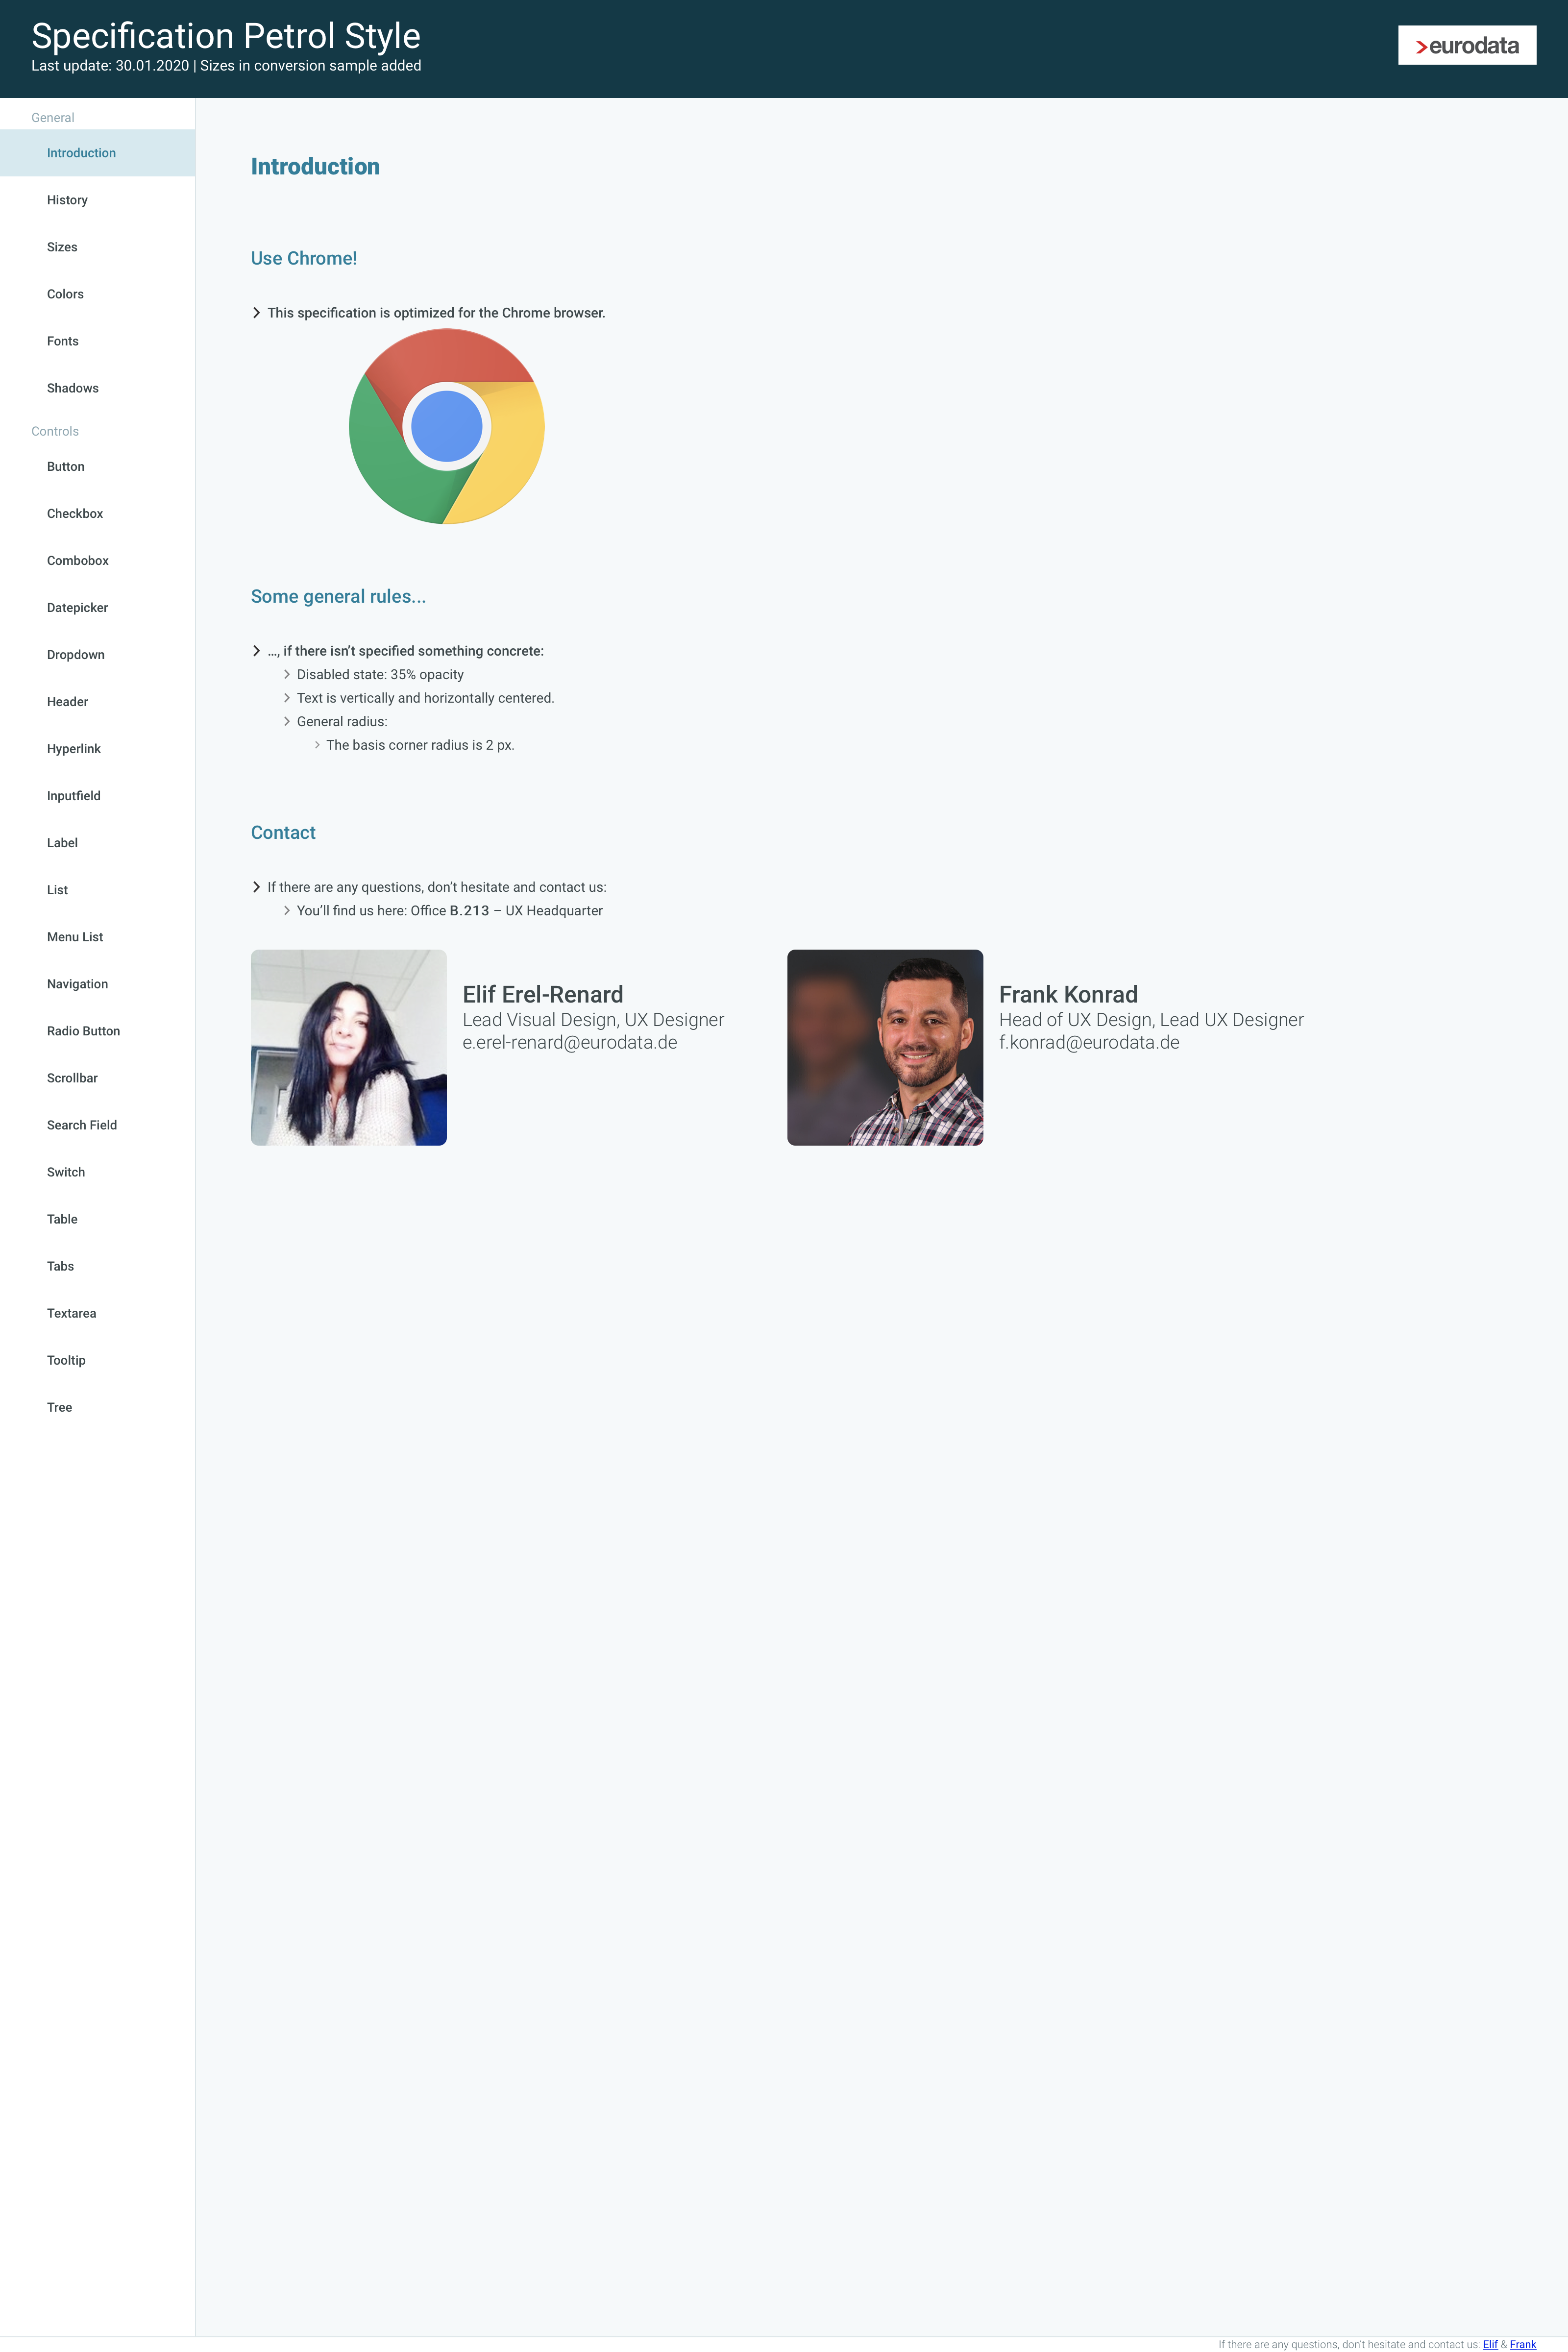 Specification Petrol Style
Last update: 30.01.2020 | Sizes in conversion sample added
eurodata
General
Introduction
History
Sizes
Colors
Fonts
Shadows
Controls
Button
Checkbox
Combobox
Datepicker
Dropdown
Header
Hyperlink
Inputfield
Label
List
Menu List
Navigation
Radio Button
Scrollbar
Search Field
Switch
Table
Tabs
Textarea
Tooltip
Tree
Introduction
Use Chrome!
This specification is optimized for the Chrome browser.
Some general rules...
..., if there isn't specified something concrete:
Disabled state: 35% opacity
Text is vertically and horizontally centered.
General radius:
The basis corner radius is 2 px.
Contact
If there are any questions, don't hesitate and contact us:
You'll find us here: Office B.213 – UX Headquarter
Elif Erel-Renard
Lead Visual Design, UX Designer
e.erel-renard@eurodata.de
Frank Konrad
Head of UX Design, Lead UX Designer
f.konrad@eurodata.de
If there are any questions, don't hesitate and contact us: Elif & Frank